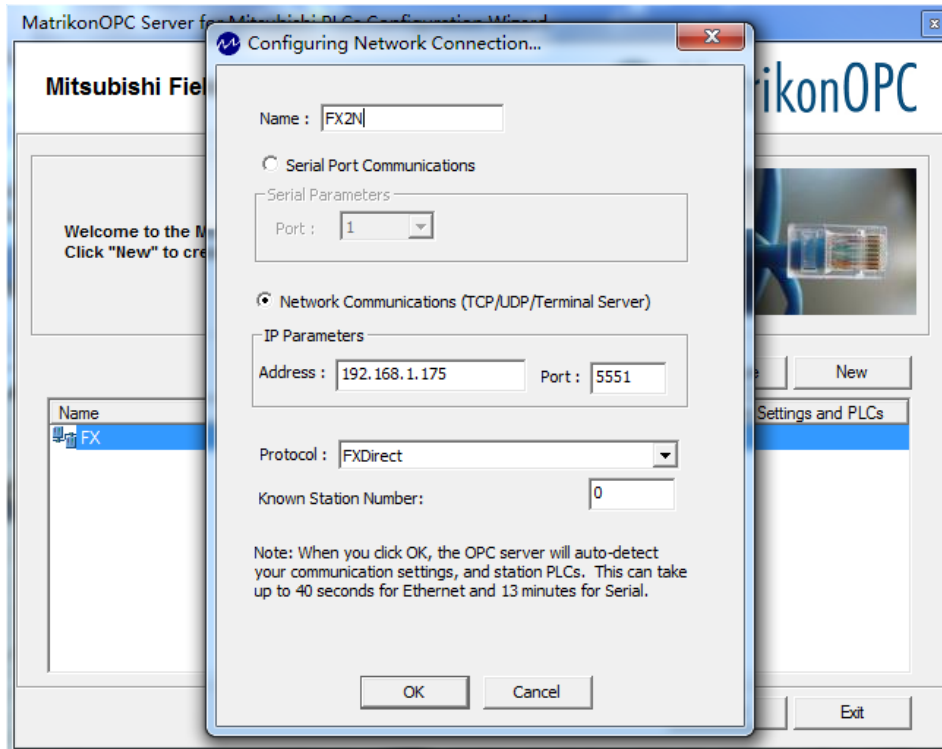 MatrikonOPC Server for Mitsubishi PLCs Configuration Wizard
Configuring Network Connection...
Mitsubishi Fiel
rikonOPC
Name : FX2N
Serial Port Communications
Serial Parameters
Port : 1
Welcome to the M
Click "New" to cre
Network Communications (TCP/UDP/Terminal Server)
IP Parameters
Address : 192.168.1.175 Port : 5551
New
Name
Settings and PLCs
FX
Protocol : FXDirect
Known Station Number: 0
Note: When you click OK, the OPC server will auto-detect
your communication settings, and station PLCs. This can take
up to 40 seconds for Ethernet and 13 minutes for Serial.
OK Cancel
Exit